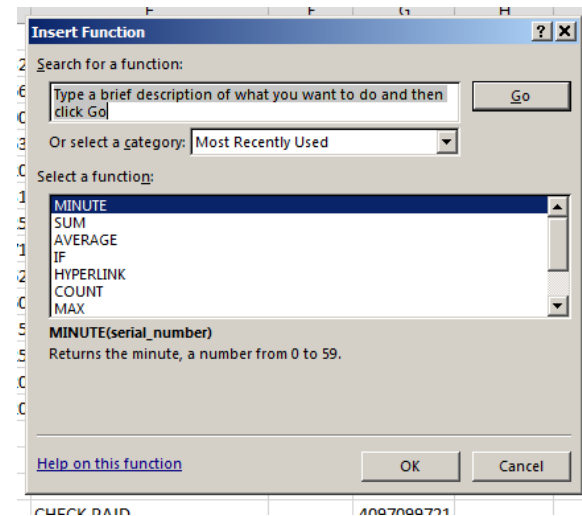 G H
Insert Function
Search for a function:
Type a brief description of what you want to do and then
click Go
Go
Or select a category: Most Recently Used
Select a function:
MINUTE
SUM
AVERAGE
IF
HYPERLINK
COUNT
MAX
MINUTE(serial_number)
Returns the minute, a number from 0 to 59.
Help on this function
OK
Cancel
CHECK PAID 4097099721